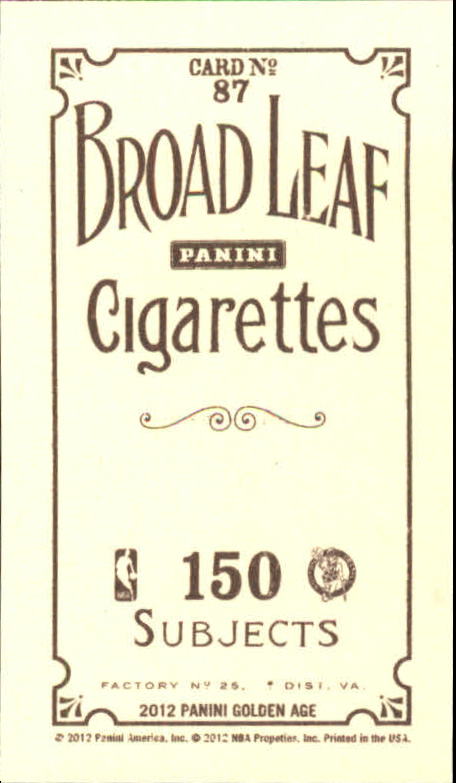 CARD Nº
87
BROAD LEAF
PANINI
Cigarettes
150
SUBJECTS
FACTORY Nº 25. DIST. VA.
2012 PANINI GOLDEN AGE
© 2012 Panini America, Inc. © 2012 NBA Propeties, Inc. Printed in the USA.